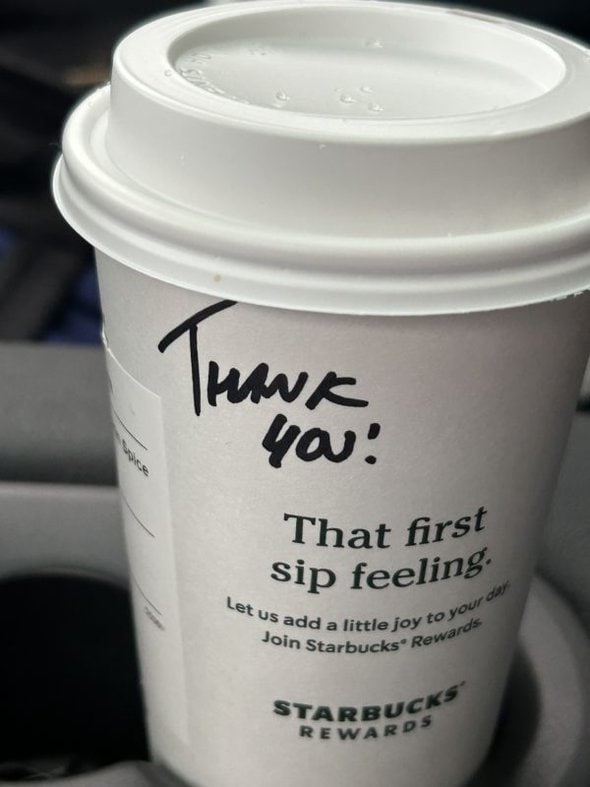 THANK
YOU!
Spice
That first
sip feeling.
Let us add a little joy to your day.
Join Starbucks® Rewards.
STARBUCKS®
REWARDS